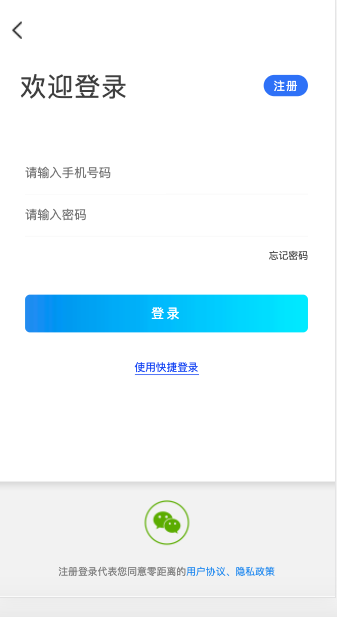 欢迎登录
注册
请输入手机号码
请输入密码
忘记密码
登录
使用快捷登录
注册登录代表您同意零距离的用户协议、隐私政策